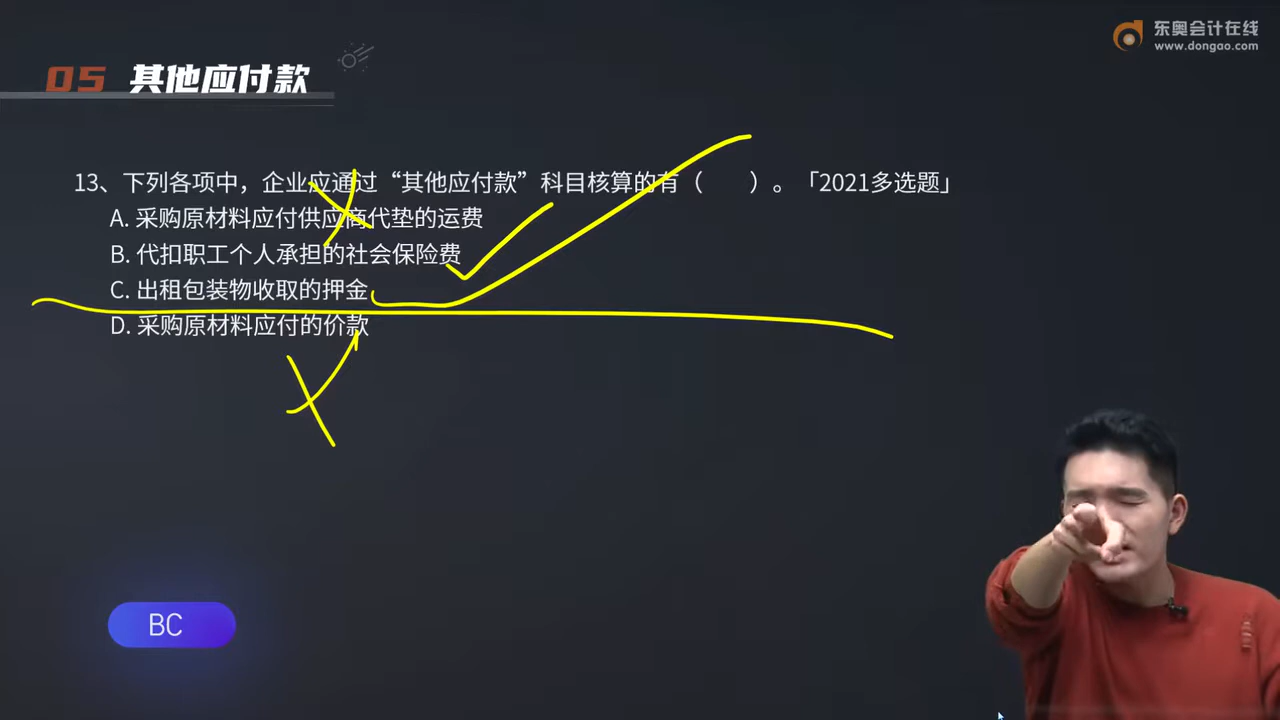 东奥会计在线
www.dongao.com
05 其他应付款
13、下列各项中，企业应通过“其他应付款”科目核算的有（　　）。「2021多选题」
A. 采购原材料应付供应商代垫的运费
B. 代扣职工个人承担的社会保险费
C. 出租包装物收取的押金
D. 采购原材料应付的价款
BC